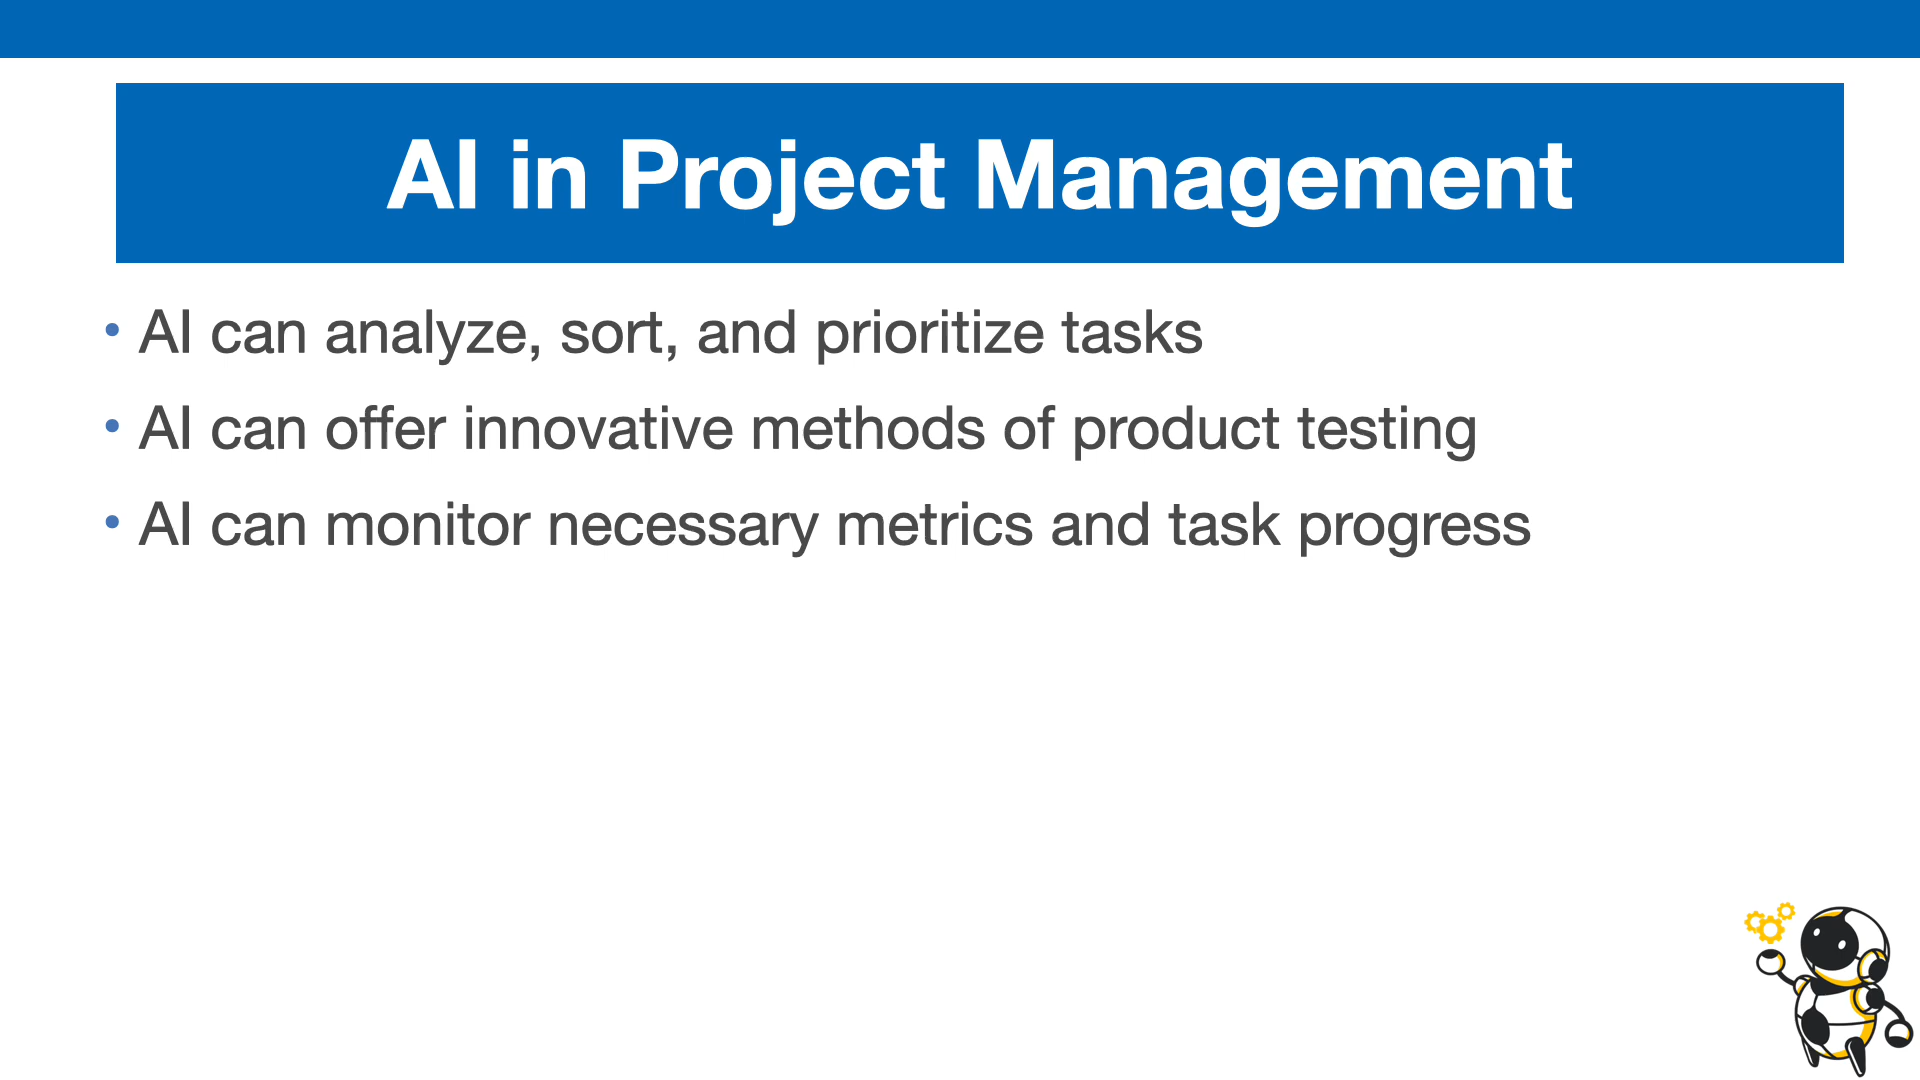 AI in Project Management
• AI can analyze, sort, and prioritize tasks
• AI can offer innovative methods of product testing
• AI can monitor necessary metrics and task progress